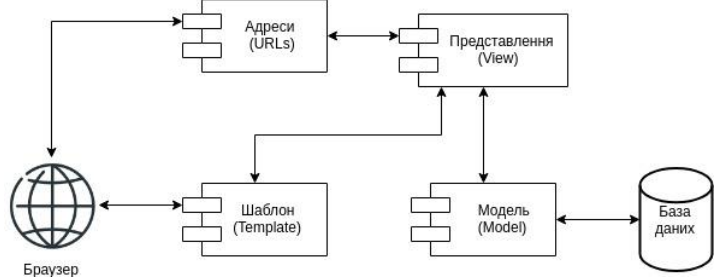 Адреси
(URLs)
Представлення
(View)
Шаблон
(Template)
Модель
(Model)
База
даних
Браузер